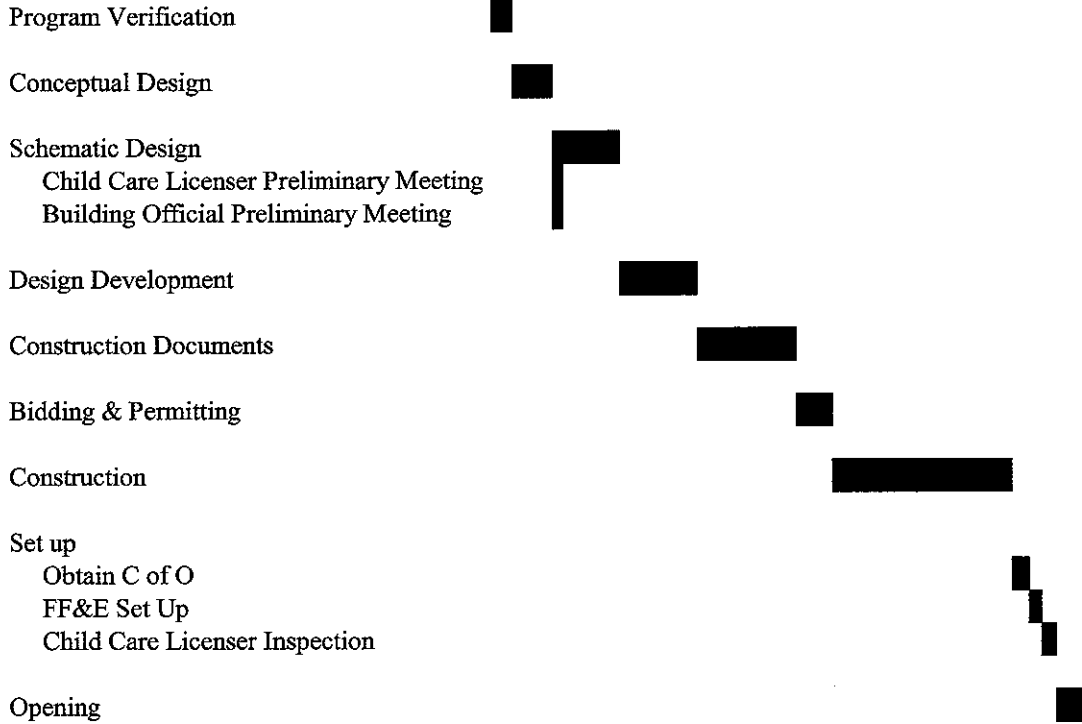 Program Verification
Conceptual Design
Schematic Design
Child Care Licenser Preliminary Meeting
Building Official Preliminary Meeting
Design Development
Construction Documents
Bidding & Permitting
Construction
Set up
Obtain C of O
FF&E Set Up
Child Care Licenser Inspection
Opening